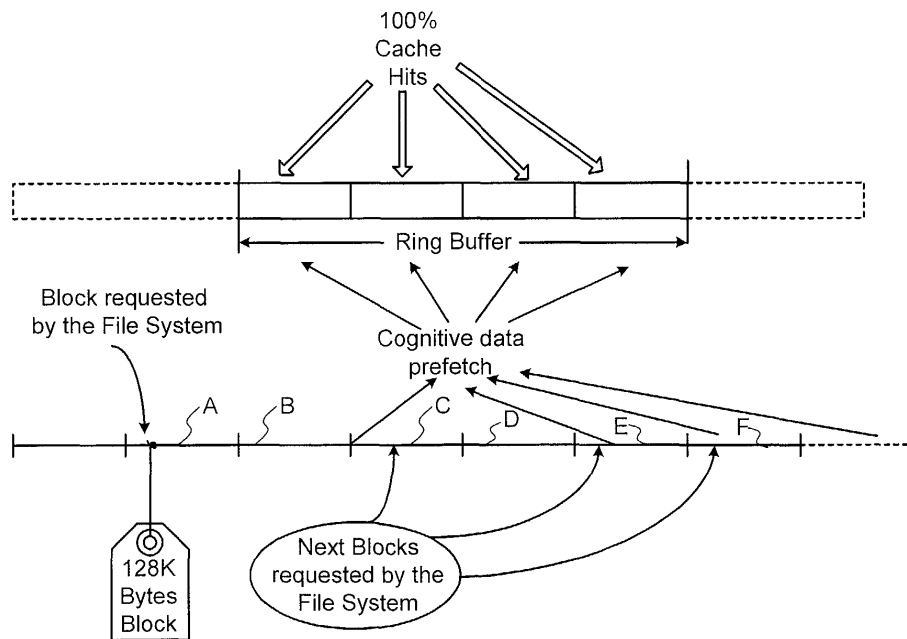 100%
Cache
Hits
Ring Buffer
Block requested
by the File System
Cognitive data
prefetch
A
B
C
D
E
F
128K
Bytes
Block
Next Blocks
requested by the
File System